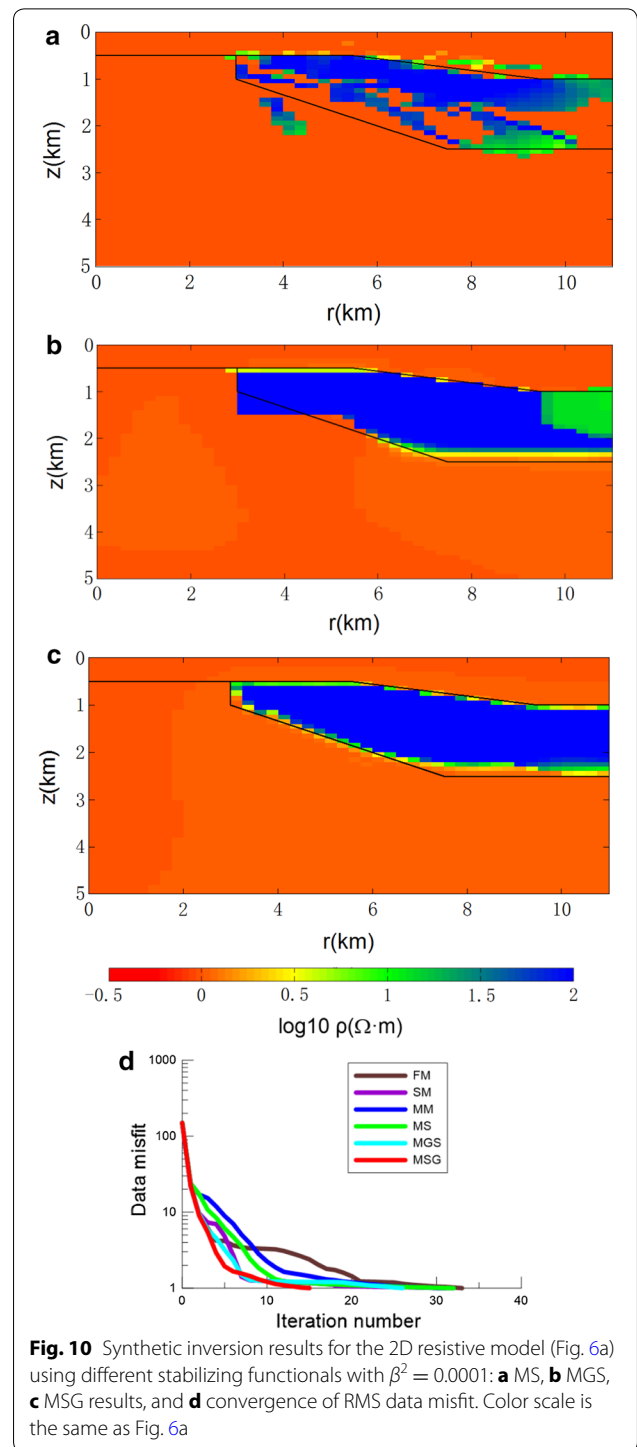 a
0
1
2
3
4
5
z(km)
0 2 4 6 8 10
r(km)
b
0
1
2
3
4
5
z(km)
0 2 4 6 8 10
r(km)
c
0
1
2
3
4
5
z(km)
0 2 4 6 8 10
r(km)
-0.5 0 0.5 1 1.5 2
log10 ρ(Ω·m)
d
1000
100
10
1
Data misfit
FM
SM
MM
MS
MGS
MSG
0 10 20 30 40
Iteration number
Fig. 10 Synthetic inversion results for the 2D resistive model (Fig. 6a)
using different stabilizing functionals with β² = 0.0001: a MS, b MGS,
c MSG results, and d convergence of RMS data misfit. Color scale is
the same as Fig. 6a